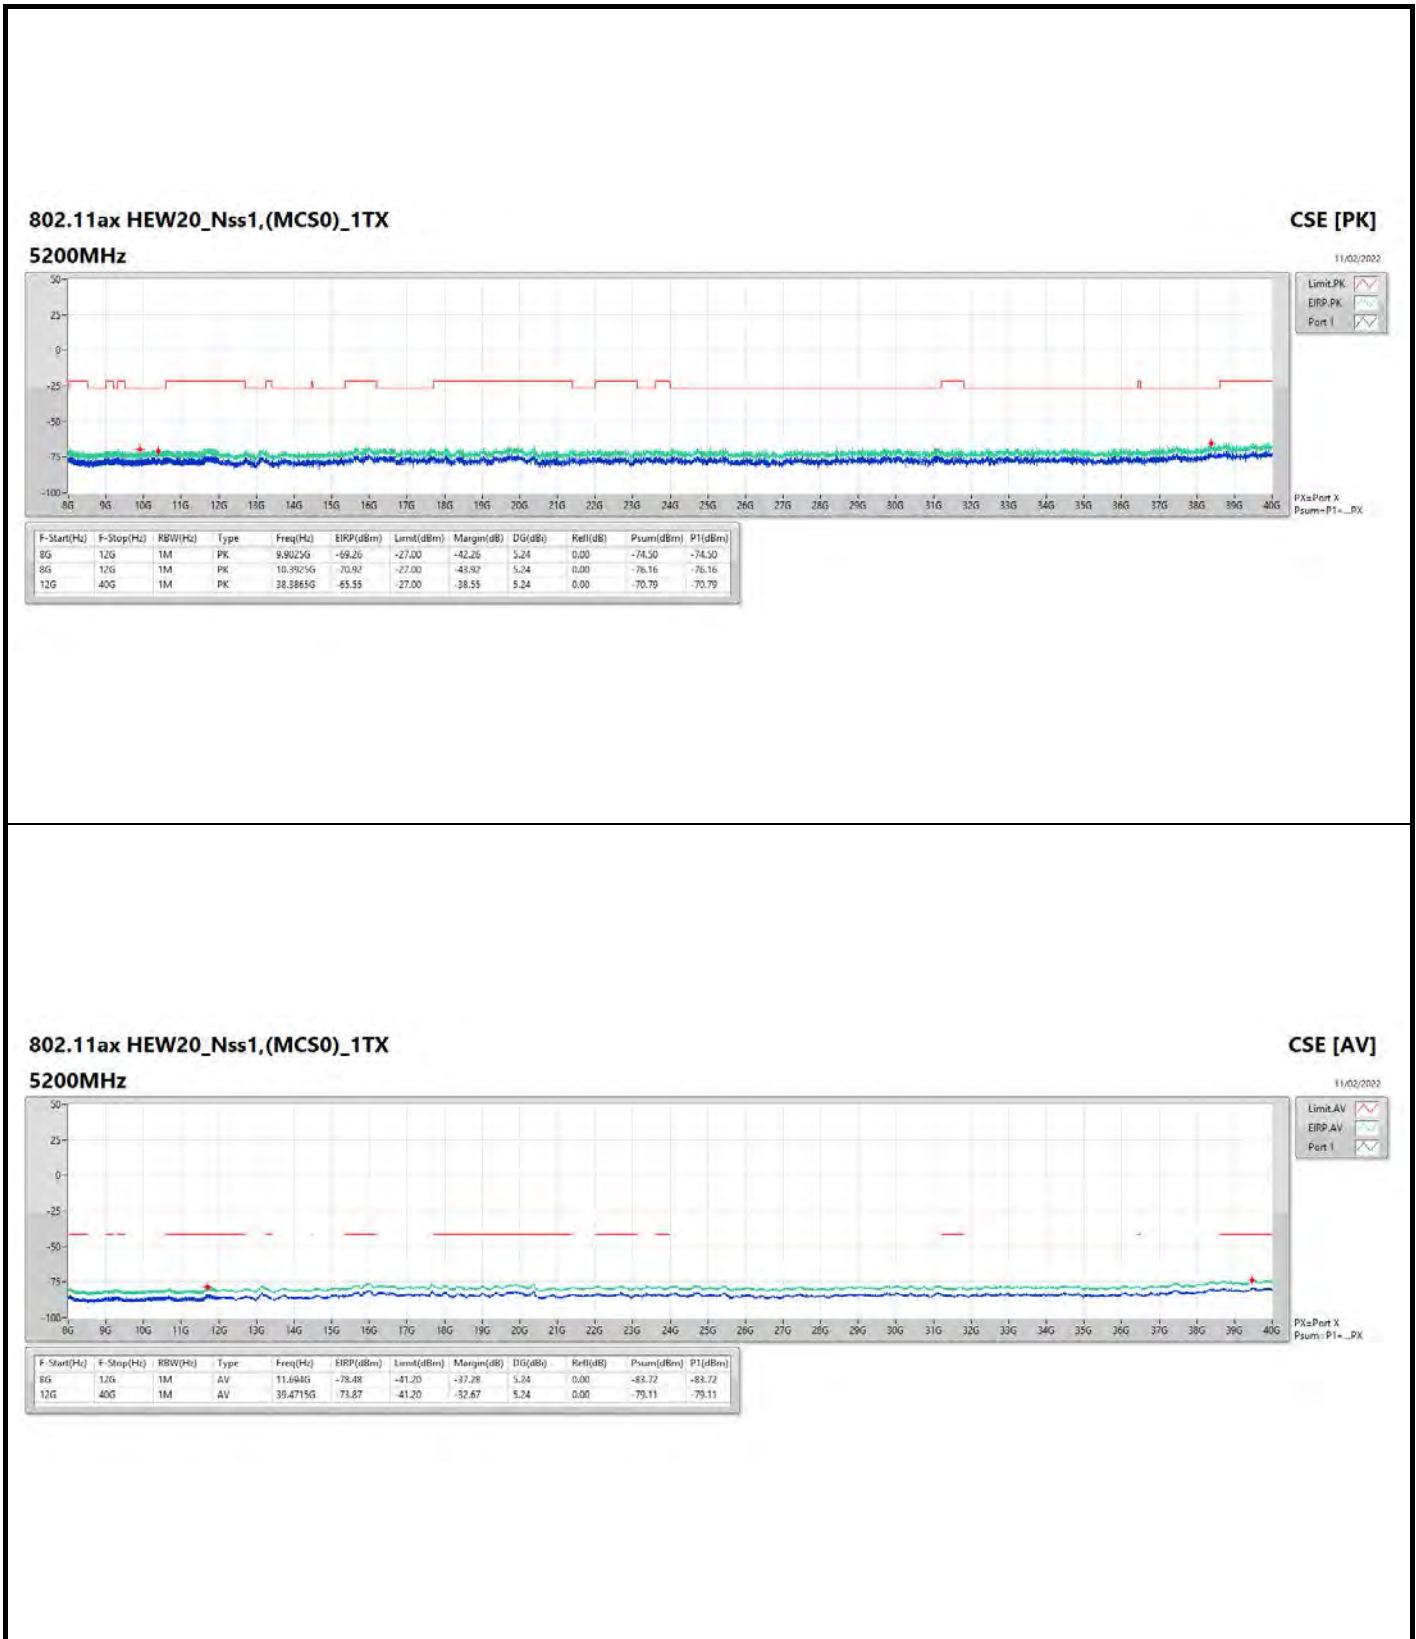 802.11ax HEW20_Nss1,(MCS0)_1TX
CSE [PK]
5200MHz
11/02/2022
Limit.PK
EIRP.PK
Port 1
50
25
0
-25
-50
-75
-100
8G 9G 10G 11G 12G 13G 14G 15G 16G 17G 18G 19G 20G 21G 22G 23G 24G 25G 26G 27G 28G 29G 30G 31G 32G 33G 34G 35G 36G 37G 38G 39G 40G
PX=Port X
Psum=P1+...PX
F-Start(Hz) F-Stop(Hz) RBW(Hz) Type Freq(Hz) EIRP(dBm) Limit(dBm) Margin(dB) DG(dBi) Refl(dB) Psum(dBm) P1(dBm)
8G 12G 1M PK 9.9025G -69.26 -27.00 -42.26 5.24 0.00 -74.50 -74.50
8G 12G 1M PK 10.3925G -70.92 -27.00 -43.92 5.24 0.00 -76.16 -76.16
12G 40G 1M PK 38.3865G -65.55 -27.00 -38.55 5.24 0.00 -70.79 -70.79
802.11ax HEW20_Nss1,(MCS0)_1TX
CSE [AV]
5200MHz
11/02/2022
Limit.AV
EIRP.AV
Port 1
50
25
0
-25
-50
-75
-100
8G 9G 10G 11G 12G 13G 14G 15G 16G 17G 18G 19G 20G 21G 22G 23G 24G 25G 26G 27G 28G 29G 30G 31G 32G 33G 34G 35G 36G 37G 38G 39G 40G
PX=Port X
Psum=P1+...PX
F-Start(Hz) F-Stop(Hz) RBW(Hz) Type Freq(Hz) EIRP(dBm) Limit(dBm) Margin(dB) DG(dBi) Refl(dB) Psum(dBm) P1(dBm)
8G 12G 1M AV 11.694G -78.48 -41.20 -37.28 5.24 0.00 -83.72 -83.72
12G 40G 1M AV 39.4715G -73.87 -41.20 -32.67 5.24 0.00 -79.11 -79.11